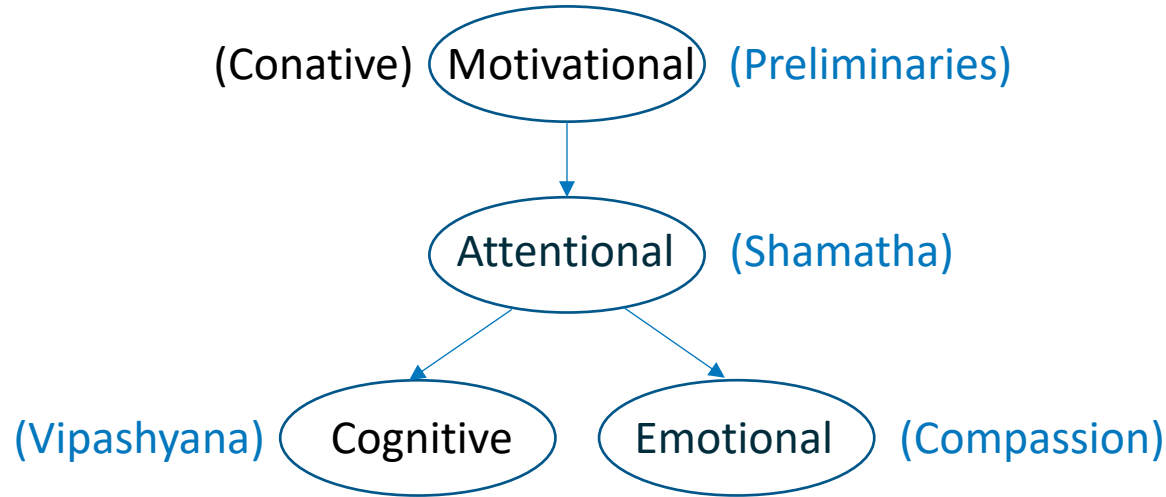 (Conative) Motivational (Preliminaries)
Attentional (Shamatha)
(Vipashyana) Cognitive Emotional (Compassion)